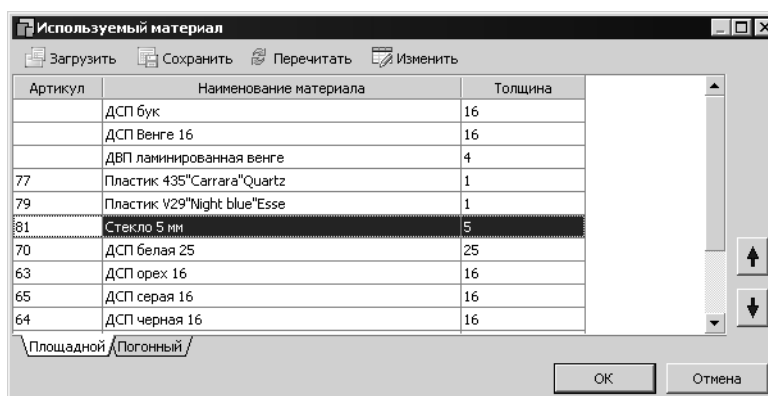 Используемый материал
Загрузить Сохранить Перечитать Изменить
Артикул Наименование материала Толщина
ДСП бук 16
ДСП Венге 16 16
ДВП ламинированная венге 4
77 Пластик 435"Carrara"Quartz 1
79 Пластик V29"Night blue"Esse 1
81 Стекло 5 мм 5
70 ДСП белая 25 25
63 ДСП орех 16 16
65 ДСП серая 16 16
64 ДСП черная 16 16
Площадной Погонный
OK Отмена